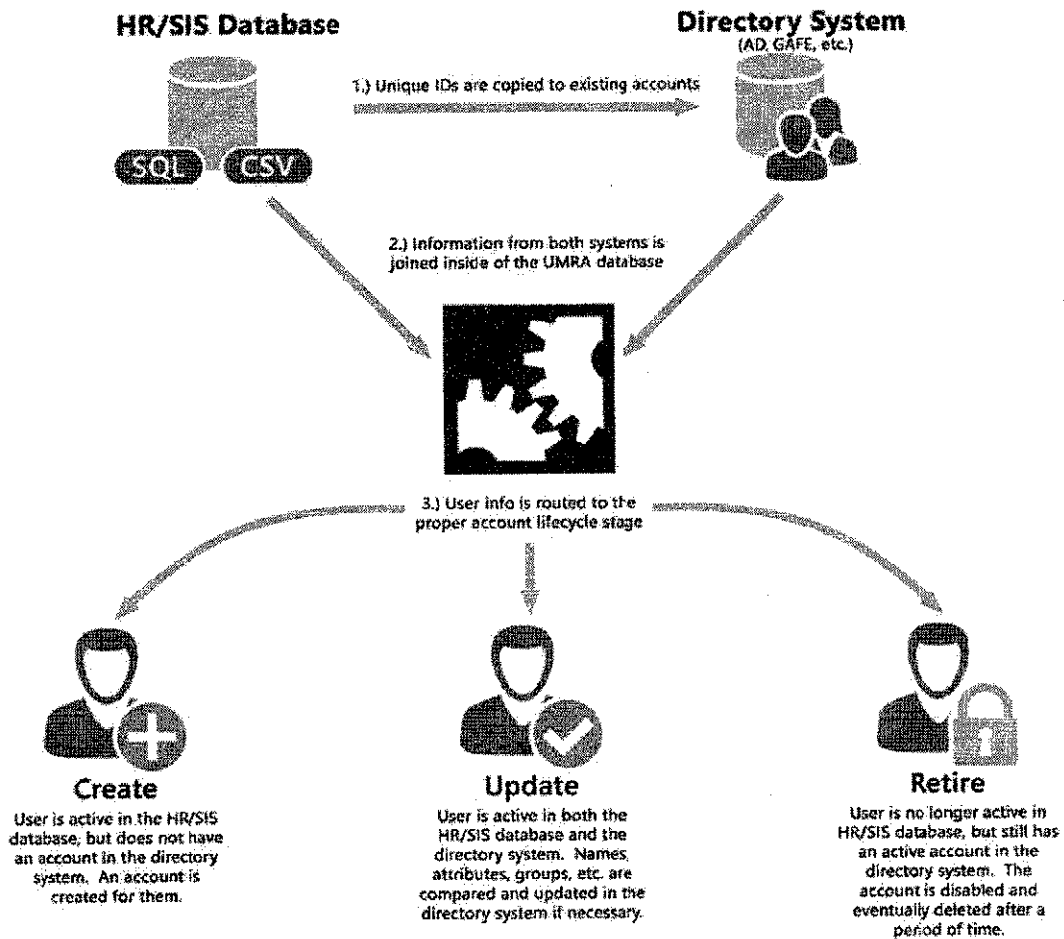 HR/SIS Database
Directory System
(AD, GAFE, etc.)
1.) Unique IDs are copied to existing accounts
SQL
CSV
2.) Information from both systems is
joined inside of the UMRA database
3.) User info is routed to the
proper account lifecycle stage
Create
User is active in the HR/SIS
database, but does not have
an account in the directory
system. An account is
created for them.
Update
User is active in both the
HR/SIS database and the
directory system. Names,
attributes, groups, etc. are
compared and updated in the
directory system if necessary.
Retire
User is no longer active in
HR/SIS database, but still has
an active account in the
directory system. The
account is disabled and
eventually deleted after a
period of time.